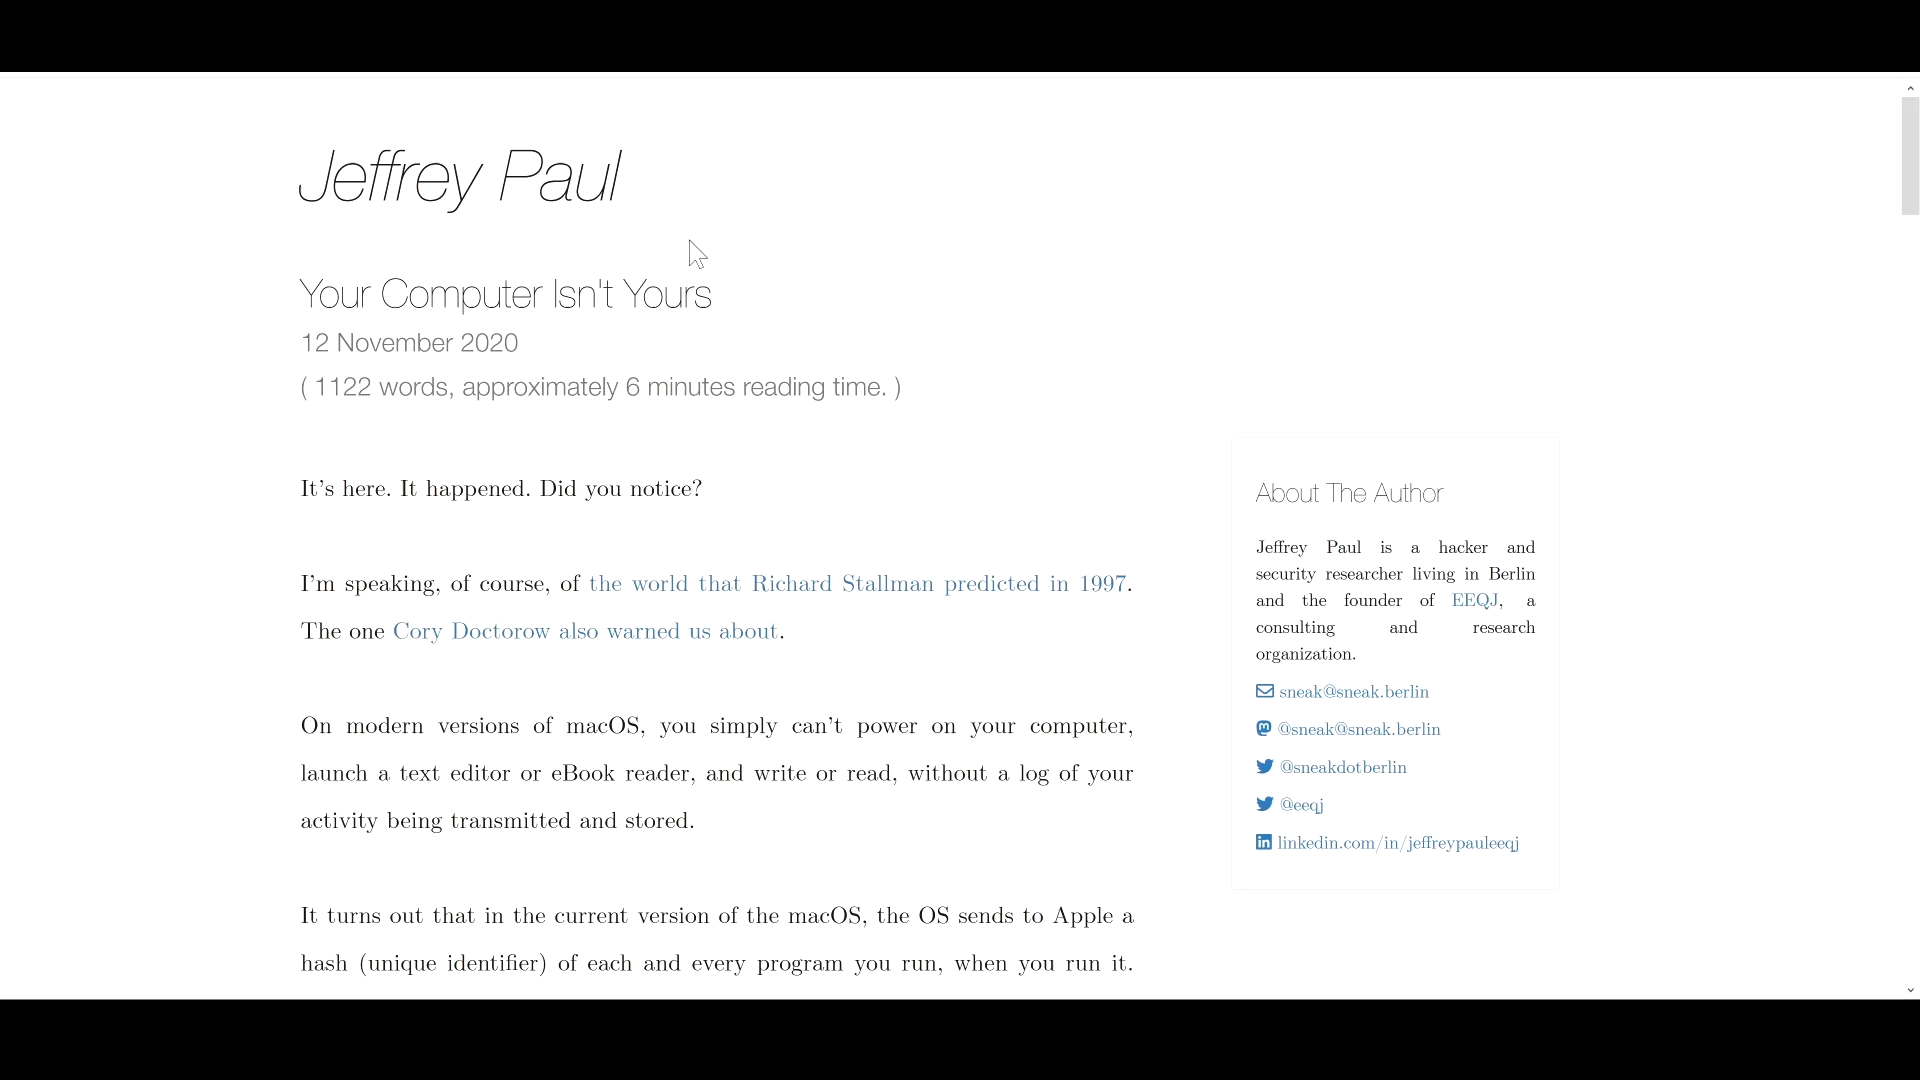 Jeffrey Paul
Your Computer Isn't Yours
12 November 2020
( 1122 words, approximately 6 minutes reading time. )
It’s here. It happened. Did you notice?
I’m speaking, of course, of the world that Richard Stallman predicted in 1997.
The one Cory Doctorow also warned us about.
On modern versions of macOS, you simply can’t power on your computer,
launch a text editor or eBook reader, and write or read, without a log of your
activity being transmitted and stored.
It turns out that in the current version of the macOS, the OS sends to Apple a
hash (unique identifier) of each and every program you run, when you run it.
About The Author
Jeffrey Paul is a hacker and
security researcher living in Berlin
and the founder of EEQJ, a
consulting and research
organization.
sneak@sneak.berlin
@sneak@sneak.berlin
@sneakdotberlin
@eeqj
linkedin.com/in/jeffreypauleeqj